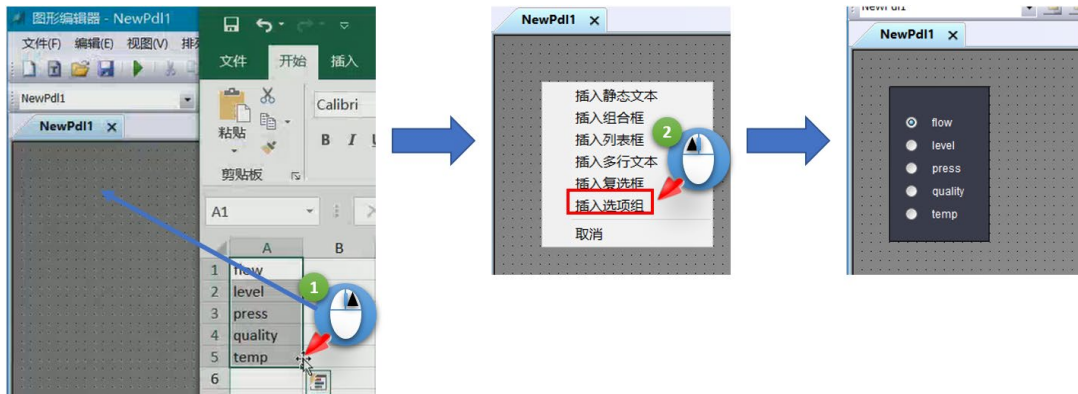 图形编辑器 - NewPdl1
文件(F) 编辑(E) 视图(V)
NewPdl1
NewPdl1
文件 开始 插入
粘贴
Calibri
B I
剪贴板
A1
A B
1 flow
2 level
3 press
4 quality
5 temp
6
1
NewPdl1
插入静态文本
插入组合框
插入列表框
插入多行文本
插入复选框
插入选项组
取消
2
NewPdl1
flow
level
press
quality
temp